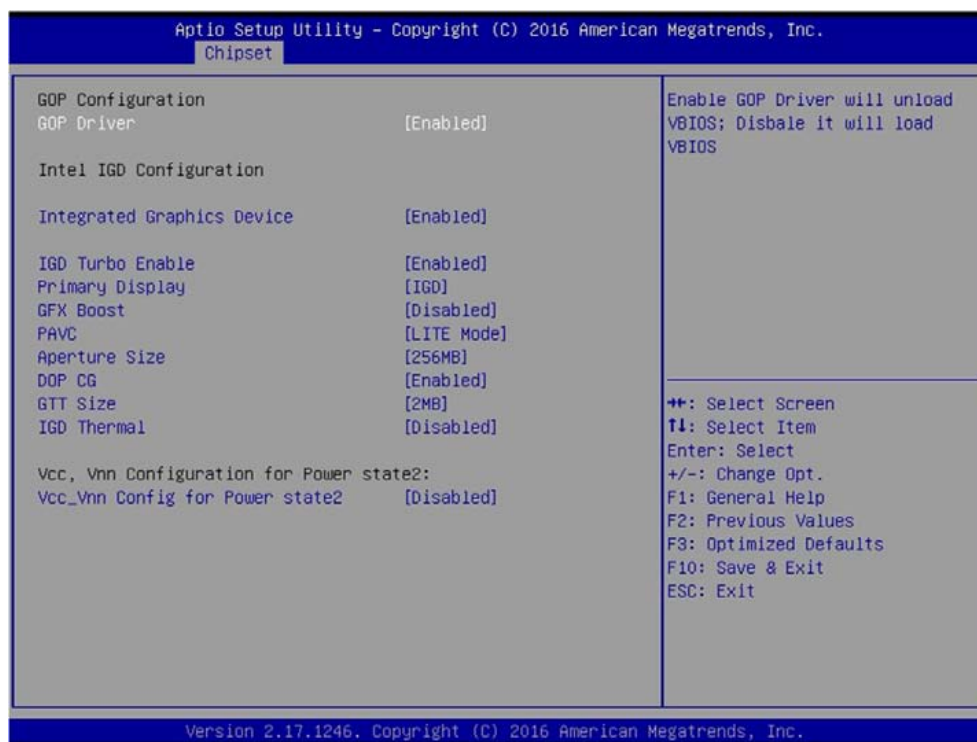 Aptio Setup Utility – Copyright (C) 2016 American Megatrends, Inc.
Chipset
GOP Configuration
GOP Driver [Enabled]
Intel IGD Configuration
Integrated Graphics Device [Enabled]
IGD Turbo Enable [Enabled]
Primary Display [IGD]
GFX Boost [Disabled]
PAVC [LITE Mode]
Aperture Size [256MB]
DOP CG [Enabled]
GTT Size [2MB]
IGD Thermal [Disabled]
Vcc, Vnn Configuration for Power state2:
Vcc_Vnn Config for Power state2 [Disabled]
Enable GOP Driver will unload
VBIOS; Disbale it will load
VBIOS
→←: Select Screen
↑↓: Select Item
Enter: Select
+/-: Change Opt.
F1: General Help
F2: Previous Values
F3: Optimized Defaults
F10: Save & Exit
ESC: Exit
Version 2.17.1246. Copyright (C) 2016 American Megatrends, Inc.